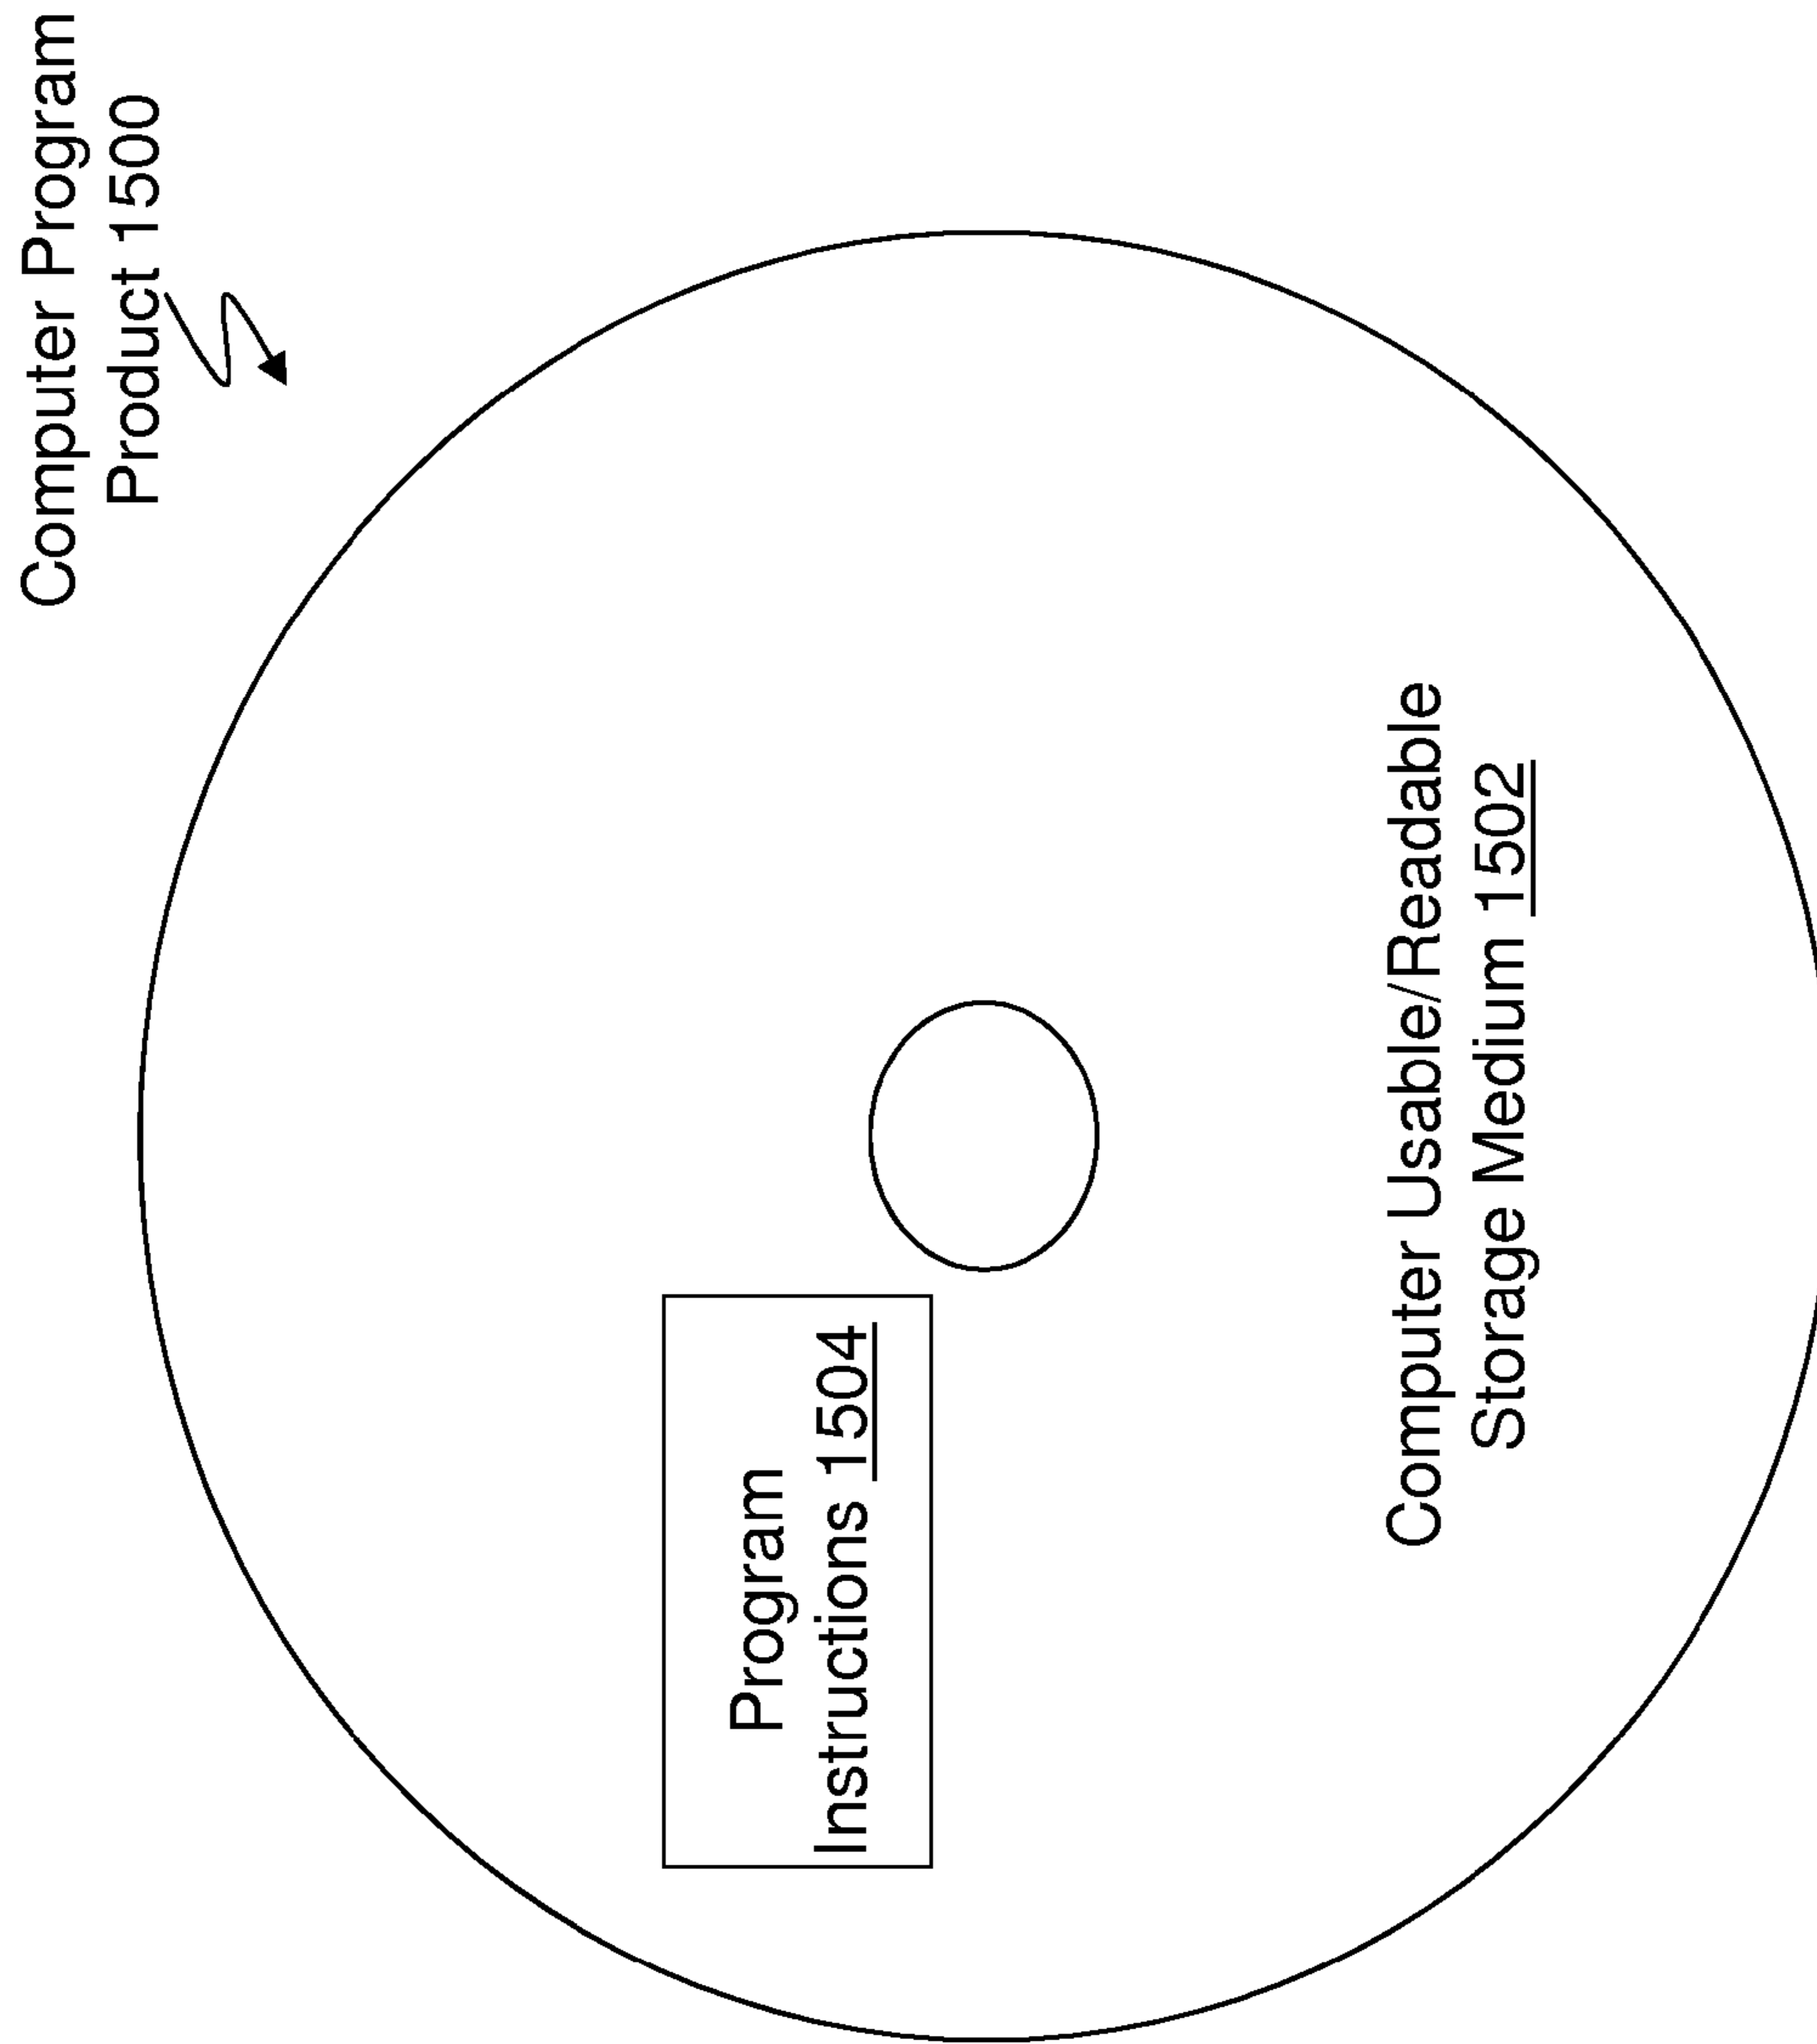 Computer Program
Product 1500
Program
Instructions 1504
Computer Usable/Readable
Storage Medium 1502